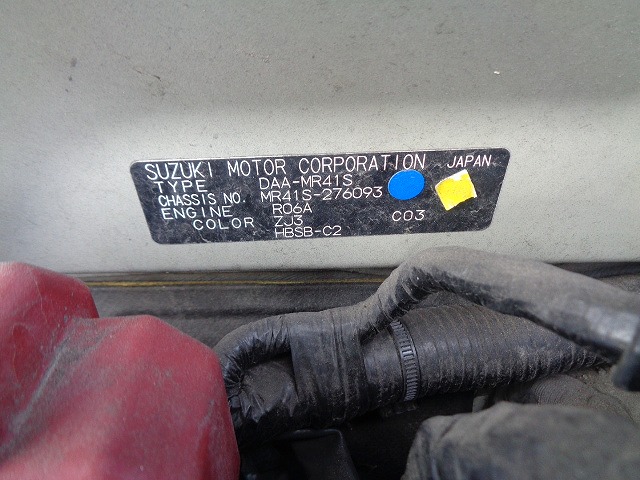 SUZUKI MOTOR CORPORATION JAPAN
TYPE DAA-MR41S
CHASSIS NO. MR41S-276093
ENGINE R06A
COLOR ZJ3 C03
HBSB-C2